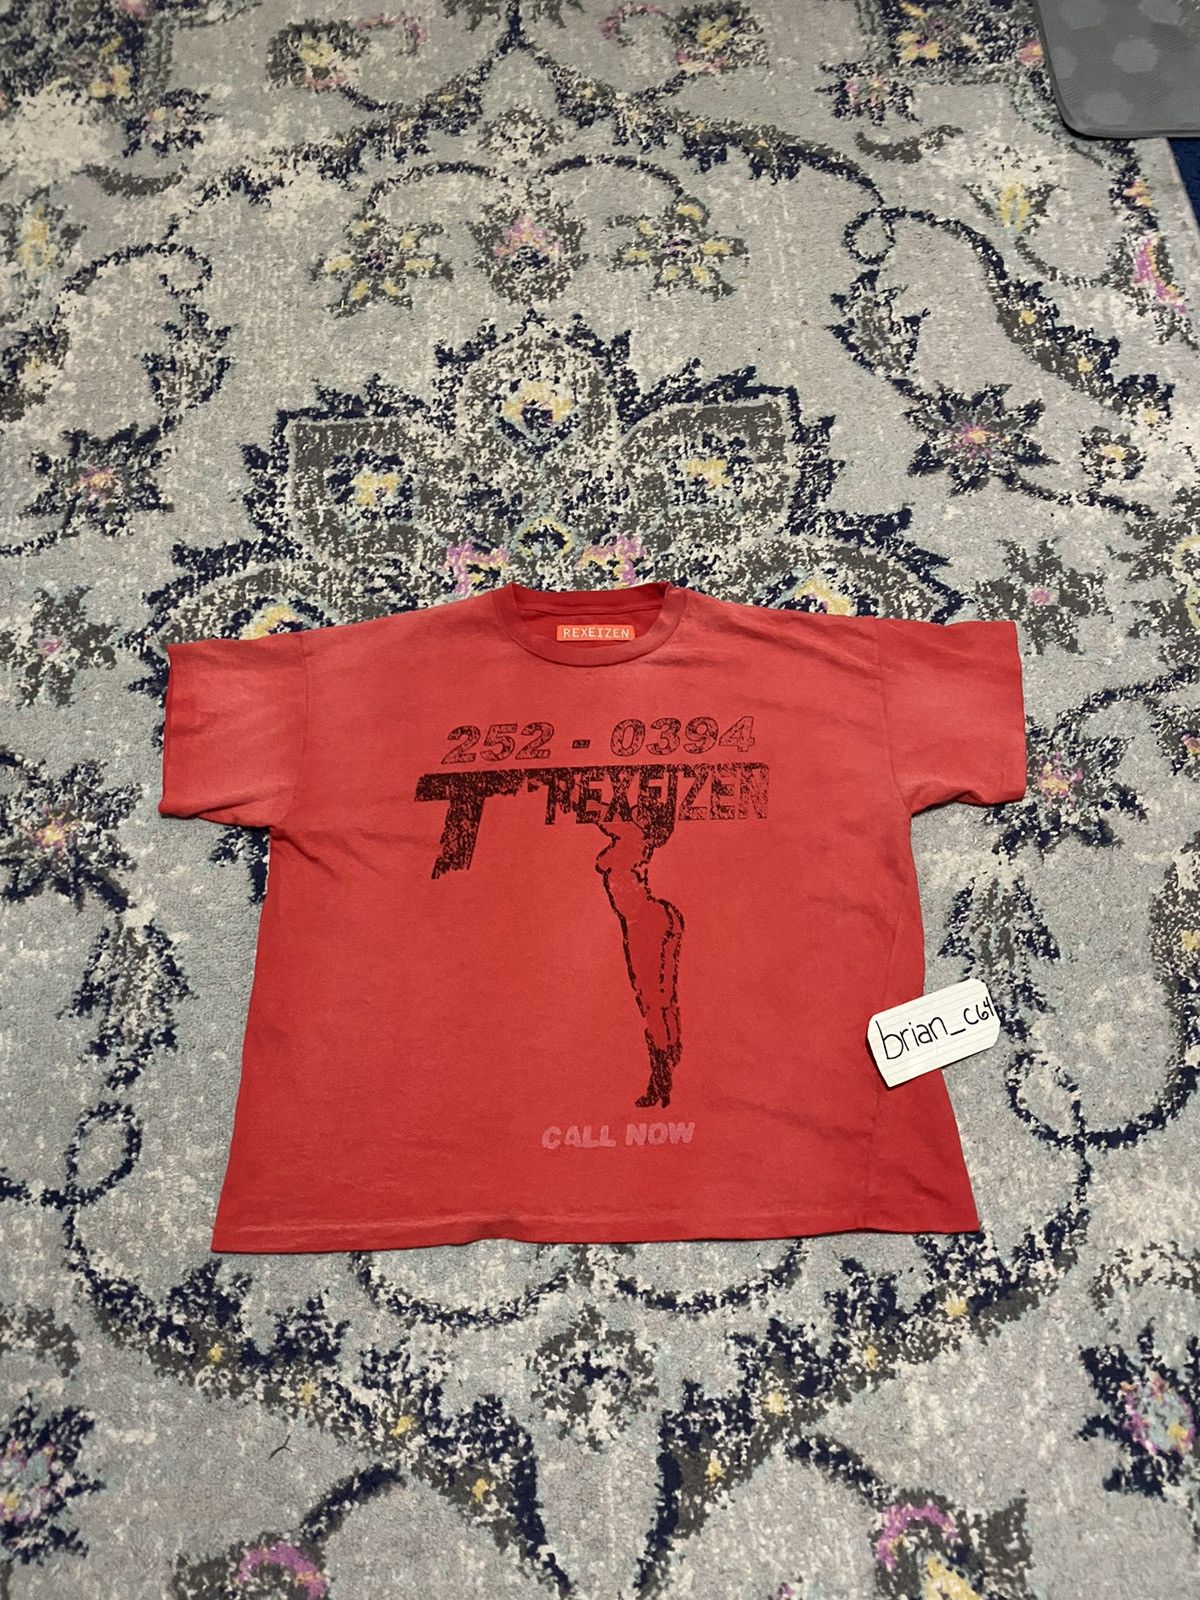 REXEIZEN
252 - 0394
REXEIZEN
brian_c64
CALL NOW